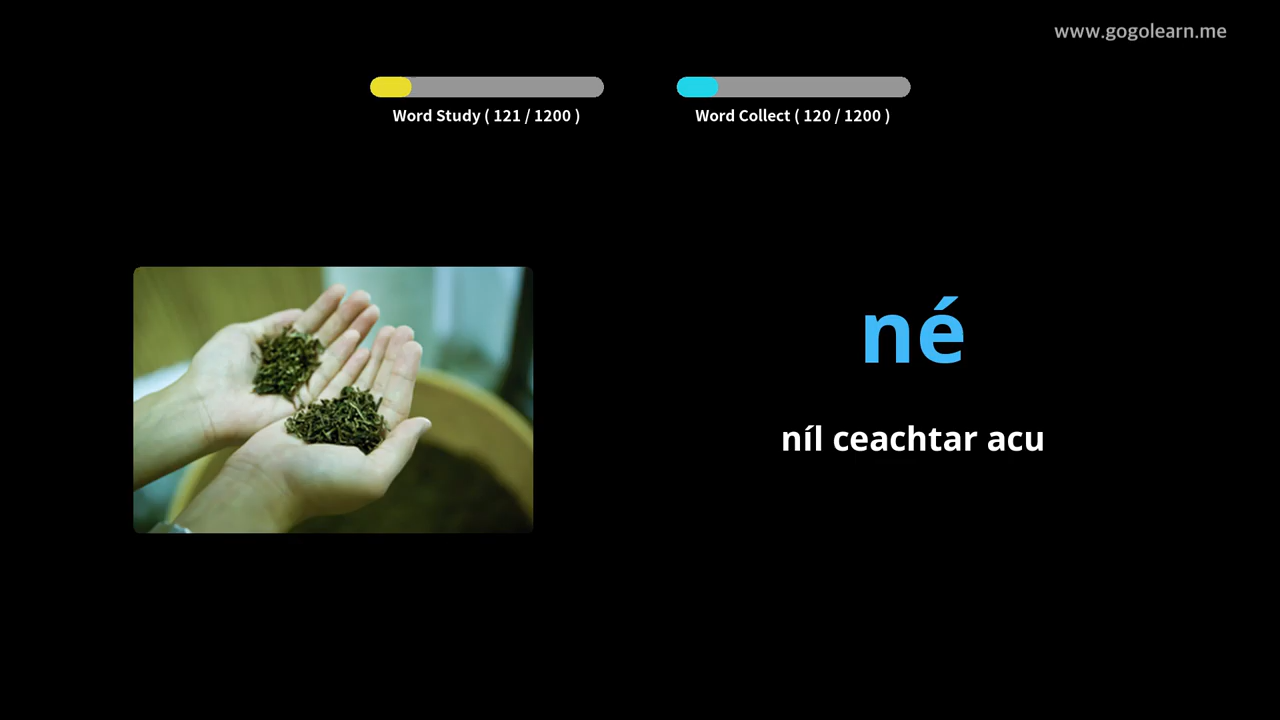 www.gogolearn.me
Word Study ( 121 / 1200 )
Word Collect ( 120 / 1200 )
né
níl ceachtar acu